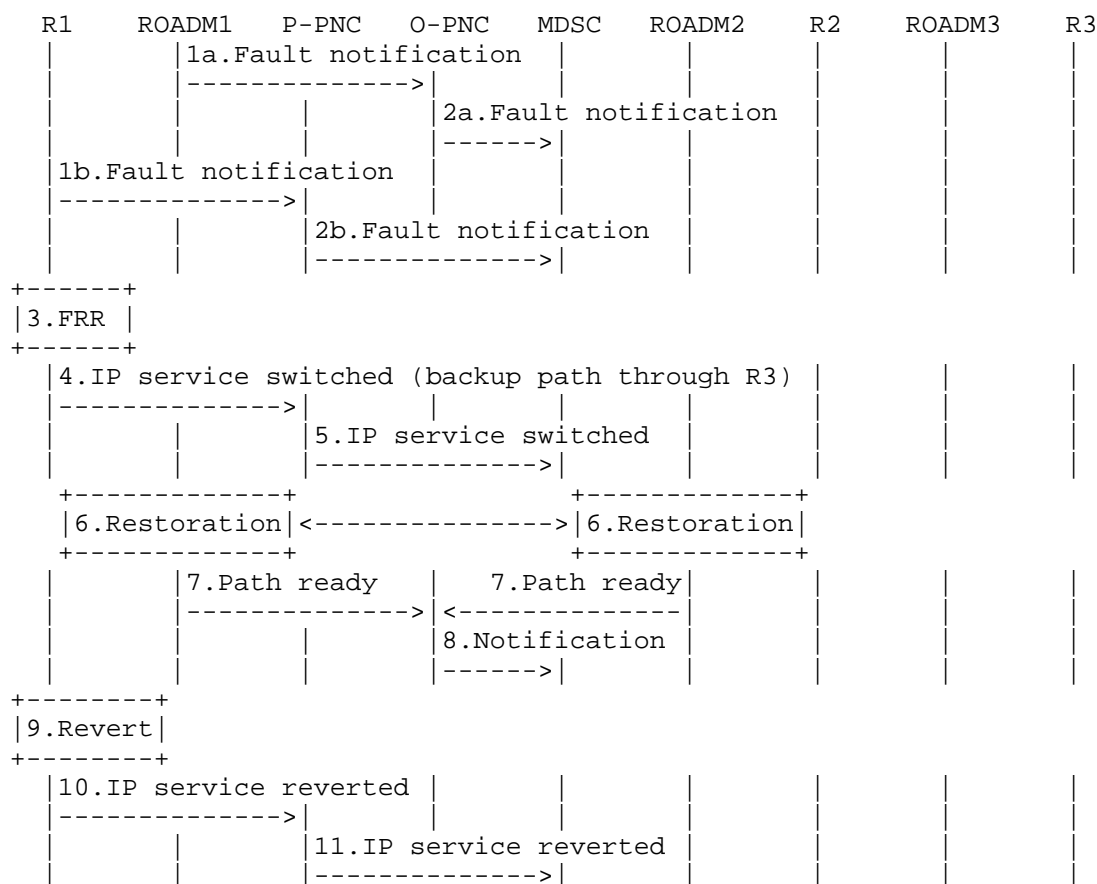 R1 ROADM1 P-PNC O-PNC MDSC ROADM2 R2 ROADM3 R3
1a.Fault notification
2a.Fault notification
1b.Fault notification
2b.Fault notification
3.FRR
4.IP service switched (backup path through R3)
5.IP service switched
6.Restoration 6.Restoration
7.Path ready 7.Path ready
8.Notification
9.Revert
10.IP service reverted
11.IP service reverted